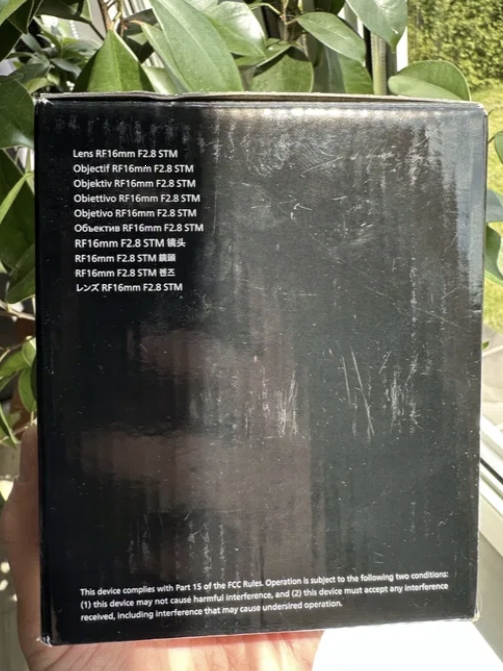 Lens RF16mm F2.8 STM
Objectif RF16mm F2.8 STM
Objektiv RF16mm F2.8 STM
Obiettivo RF16mm F2.8 STM
Objetivo RF16mm F2.8 STM
Объектив RF16mm F2.8 STM
RF16mm F2.8 STM 镜头
RF16mm F2.8 STM 鏡頭
RF16mm F2.8 STM 렌즈
レンズ RF16mm F2.8 STM
This device complies with Part 15 of the FCC Rules. Operation is subject to the following two conditions:
(1) this device may not cause harmful interference, and (2) this device must accept any interference
received, including interference that may cause undersired operation.